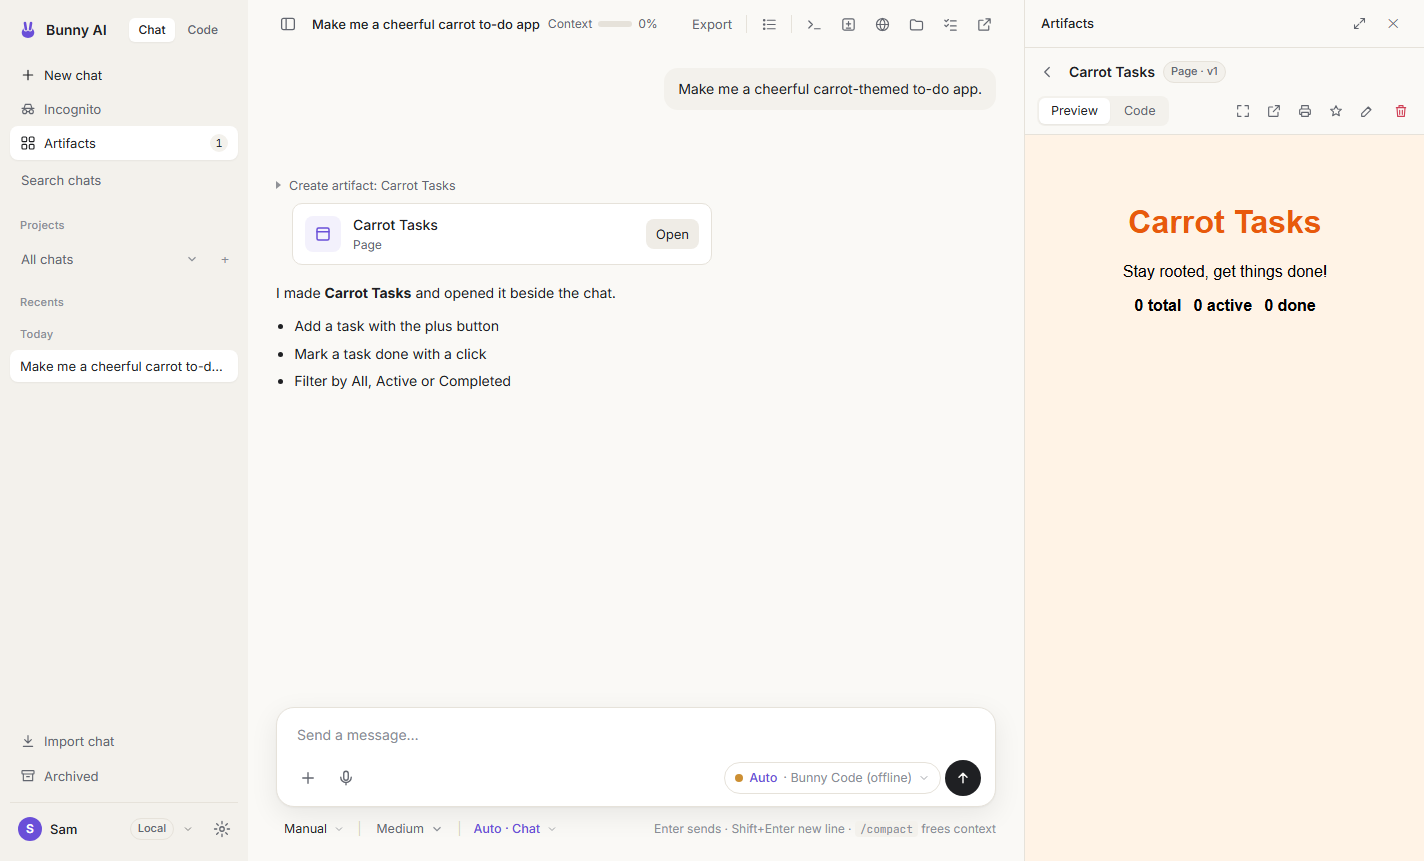 Bunny AI
Chat
Code
New chat
Incognito
Artifacts
1
Search chats
Projects
All chats
+
Recents
Today
Make me a cheerful carrot to-d...
Import chat
Archived
S
Sam
Local
Make me a cheerful carrot to-do app
Context
0%
Export
Make me a cheerful carrot-themed to-do app.
Create artifact: Carrot Tasks
Carrot Tasks
Page
Open
I made Carrot Tasks and opened it beside the chat.
• Add a task with the plus button
• Mark a task done with a click
• Filter by All, Active or Completed
Send a message...
Auto · Bunny Code (offline)
Manual
Medium
Auto · Chat
Enter sends · Shift+Enter new line · /compact frees context
Artifacts
Carrot Tasks
Page · v1
Preview
Code
Carrot Tasks
Stay rooted, get things done!
0 total 0 active 0 done